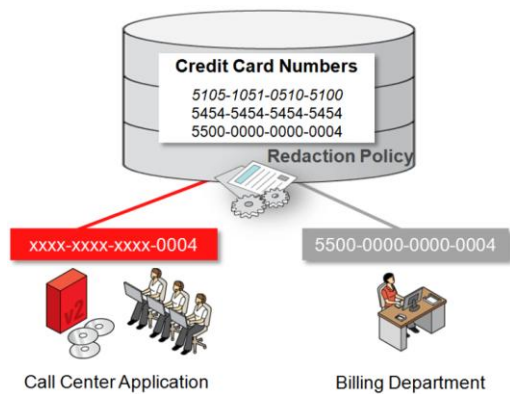 Credit Card Numbers
5105-1051-0510-5100
5454-5454-5454-5454
5500-0000-0000-0004
Redaction Policy
xxxx-xxxx-xxxx-0004
5500-0000-0000-0004
v2
Call Center Application
Billing Department